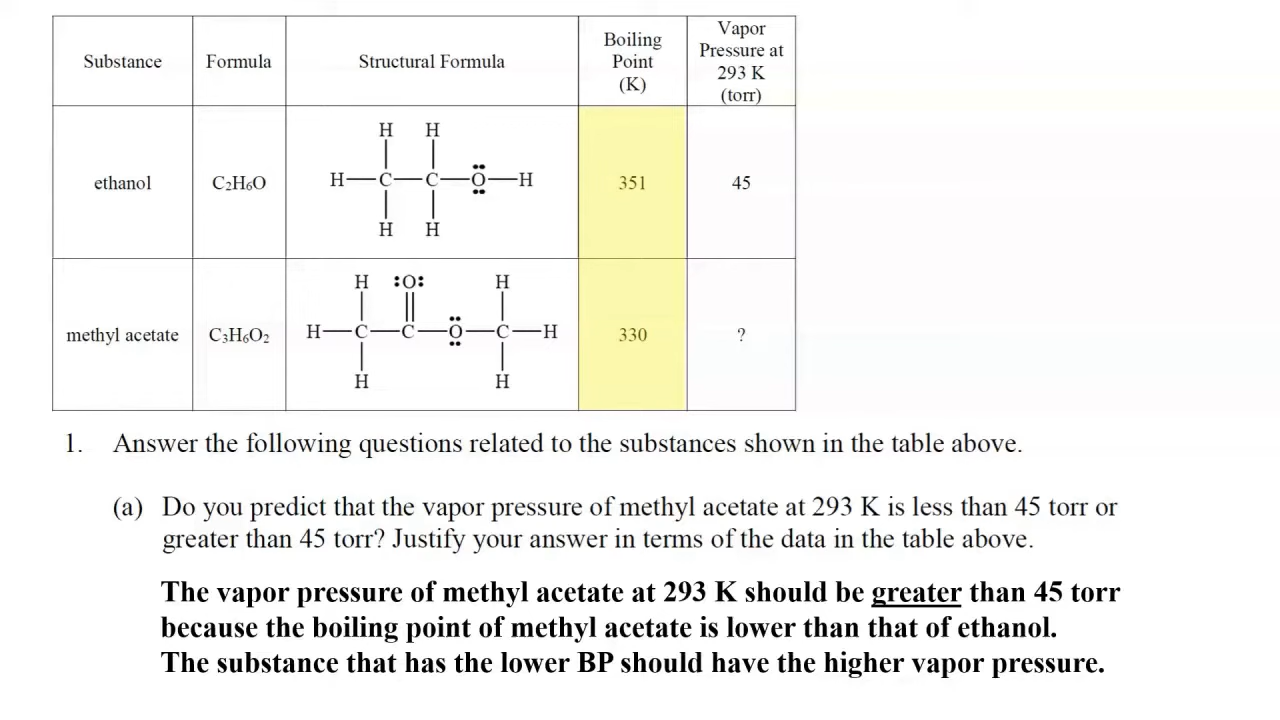 Substance Formula Structural Formula Boiling Point (K) Vapor Pressure at 293 K (torr)
ethanol C₂H₆O 351 45
H H
H—C—C—O—H
H H
methyl acetate C₃H₆O₂ 330 ?
H :O: H
H—C—C—O—C—H
H H
1. Answer the following questions related to the substances shown in the table above.
(a) Do you predict that the vapor pressure of methyl acetate at 293 K is less than 45 torr or
greater than 45 torr? Justify your answer in terms of the data in the table above.
The vapor pressure of methyl acetate at 293 K should be greater than 45 torr
because the boiling point of methyl acetate is lower than that of ethanol.
The substance that has the lower BP should have the higher vapor pressure.